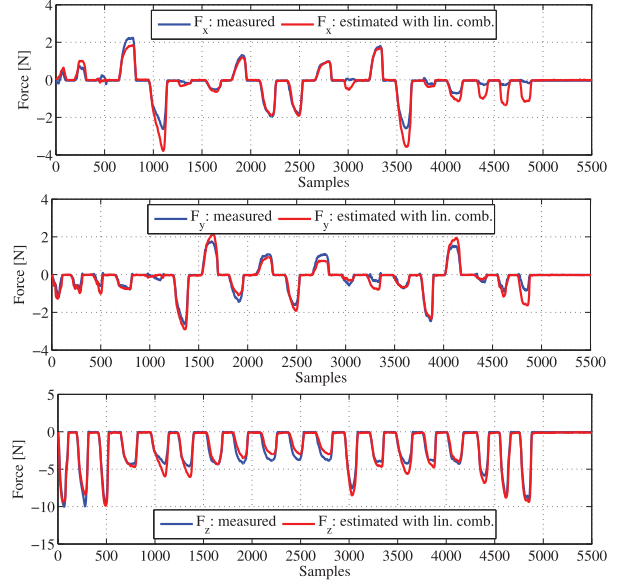 F_x: measured F_x: estimated with lin. comb.
4
2
0
−2
−4
Force [N]
0 500 1000 1500 2000 2500 3000 3500 4000 4500 5000 5500
Samples
F_y: measured F_y: estimated with lin. comb.
4
2
0
−2
−4
Force [N]
0 500 1000 1500 2000 2500 3000 3500 4000 4500 5000 5500
Samples
5
0
−5
−10
−15
Force [N]
F_z: measured F_z: estimated with lin. comb.
0 500 1000 1500 2000 2500 3000 3500 4000 4500 5000 5500
Samples